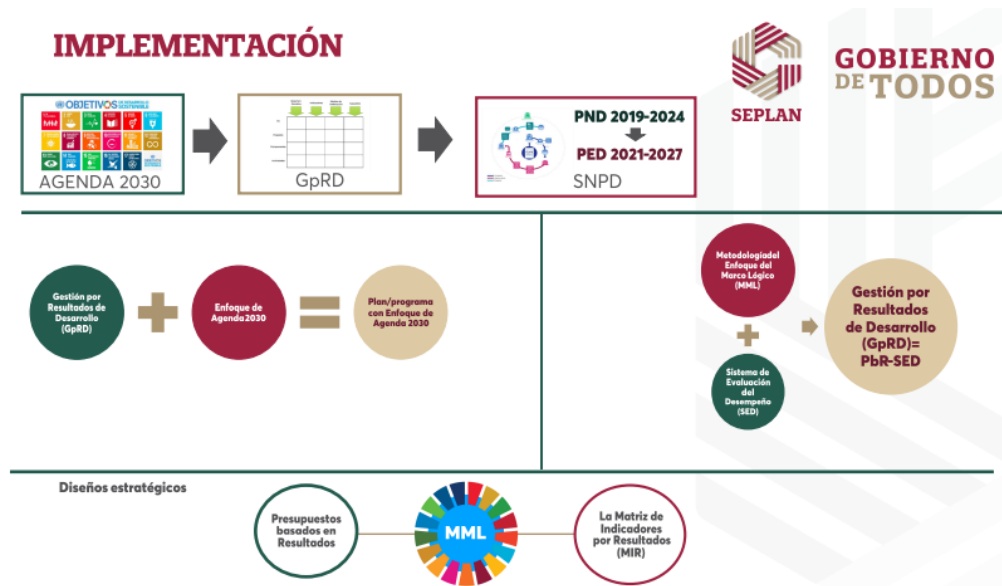 IMPLEMENTACIÓN
SEPLAN
GOBIERNO
DE TODOS
OBJETIVOS DE DESARROLLO
SOSTENIBLE
AGENDA 2030
GpRD
PND 2019-2024
PED 2021-2027
SNPD
Gestión por
Resultados de
Desarrollo
(GpRD)
Enfoque de
Agenda2030
Plan/programa
con Enfoque de
Agenda 2030
Metodologíadel
Enfoque del
Marco Lógico
(MML)
Sistema de
Evaluación
del
Desempeño
(SED)
Gestión por
Resultados
de Desarrollo
(GpRD)=
PbR-SED
Diseños estratégicos
Presupuestos
basados en
Resultados
MML
La Matriz de
Indicadores
por Resultados
(MIR)